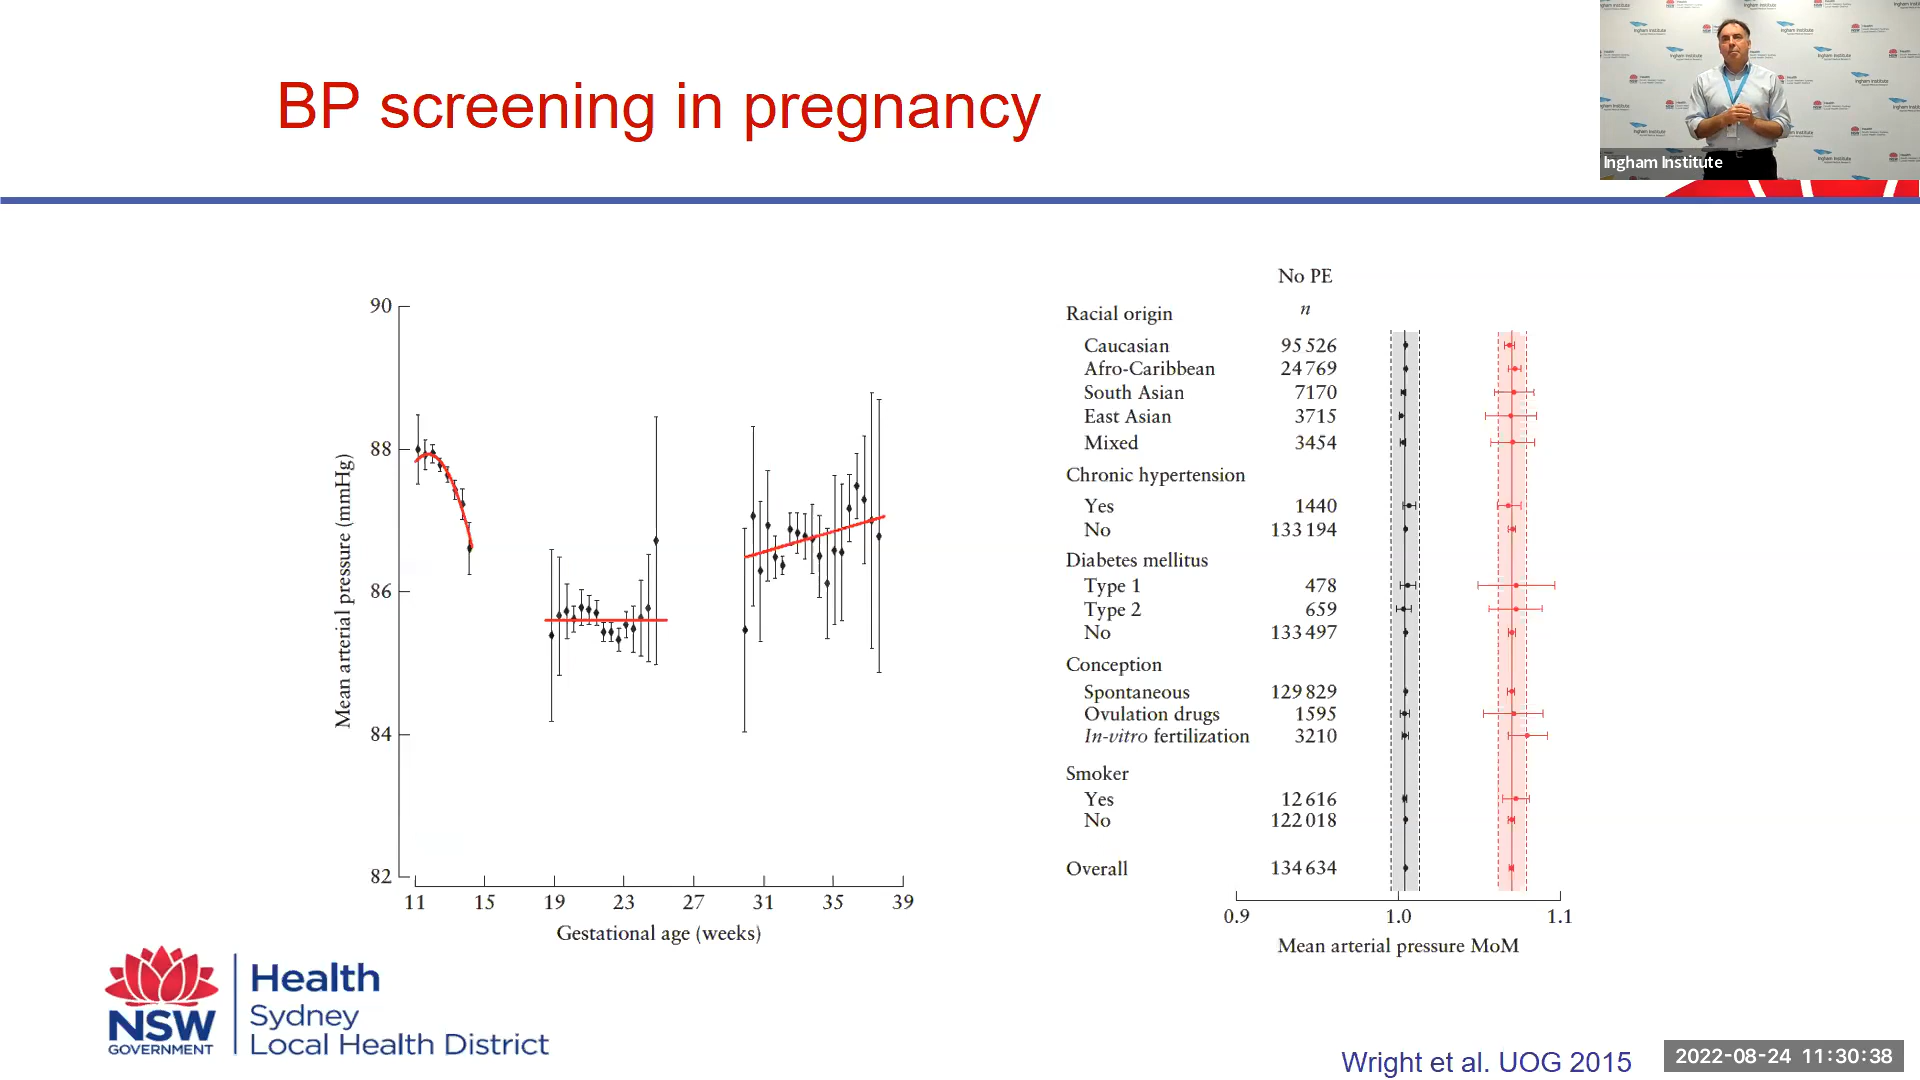 BP screening in pregnancy
Ingham Institute
90
88
86
84
82
Mean arterial pressure (mmHg)
11 15 19 23 27 31 35 39
Gestational age (weeks)
No PE
n
Racial origin
Caucasian 95 526
Afro-Caribbean 24 769
South Asian 7170
East Asian 3715
Mixed 3454
Chronic hypertension
Yes 1440
No 133 194
Diabetes mellitus
Type 1 478
Type 2 659
No 133 497
Conception
Spontaneous 129 829
Ovulation drugs 1595
In-vitro fertilization 3210
Smoker
Yes 12 616
No 122 018
Overall 134 634
0.9 1.0 1.1
Mean arterial pressure MoM
NSW
GOVERNMENT
Health
Sydney
Local Health District
Wright et al. UOG 2015
2022-08-24 11:30:38